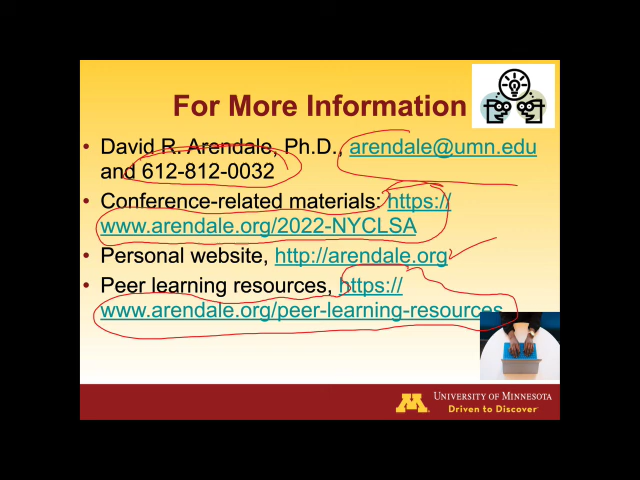 For More Information
• David R. Arendale, Ph.D., arendale@umn.edu
and 612-812-0032
• Conference-related materials: https://
www.arendale.org/2022-NYCLSA
• Personal website, http://arendale.org
• Peer learning resources, https://
www.arendale.org/peer-learning-resources
M UNIVERSITY OF MINNESOTA
Driven to Discover